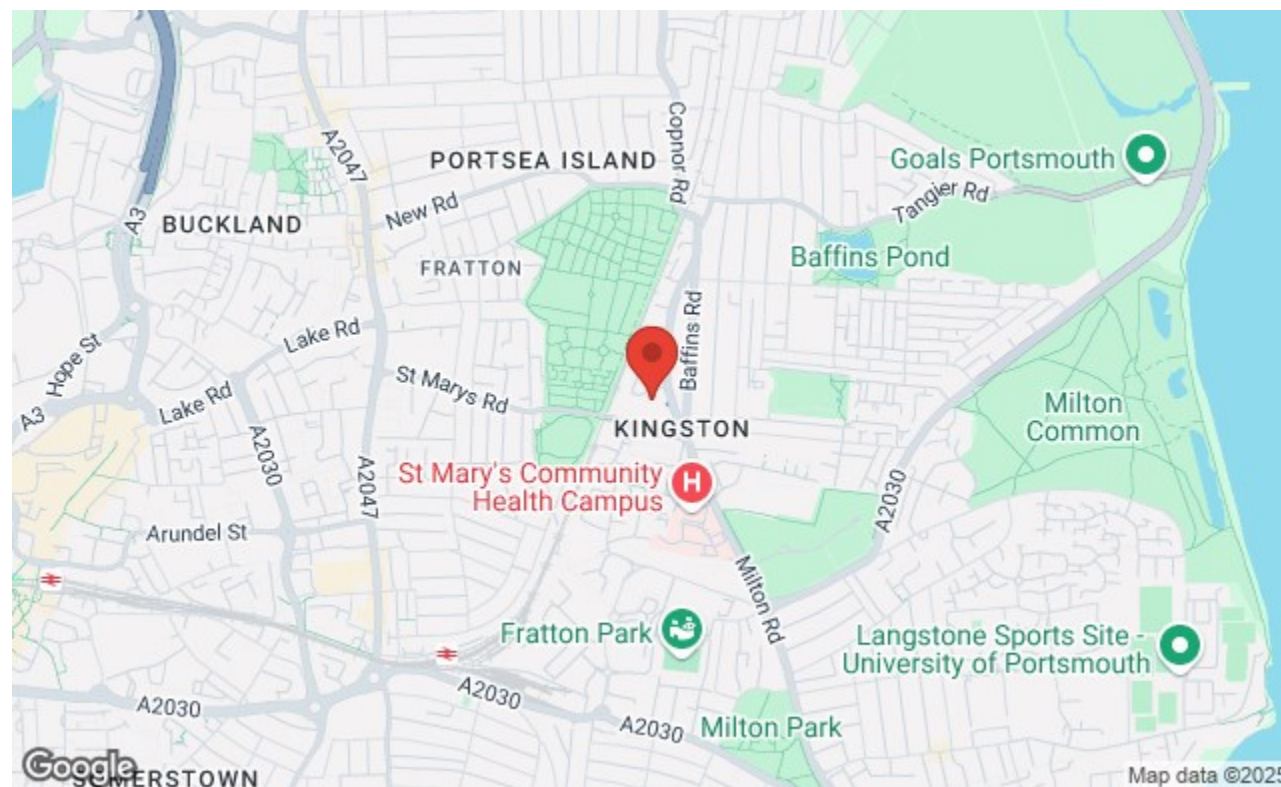 Copnor Rd
A2047
PORTSEA ISLAND
Goals Portsmouth
Tangier Rd
New Rd
A3
BUCKLAND
FRATTON
Baffins Pond
Baffins Rd
Lake Rd
Hope St
St Marys Rd
A3
Lake Rd
Milton
Common
KINGSTON
A2030
A2047
St Mary's Community
Health Campus
H
A2030
Arundel St
Milton Rd
Fratton Park
Langstone Sports Site -
University of Portsmouth
A2030
A2030
A2030
Milton Park
Google
SOMERSTOWN
Map data ©2025